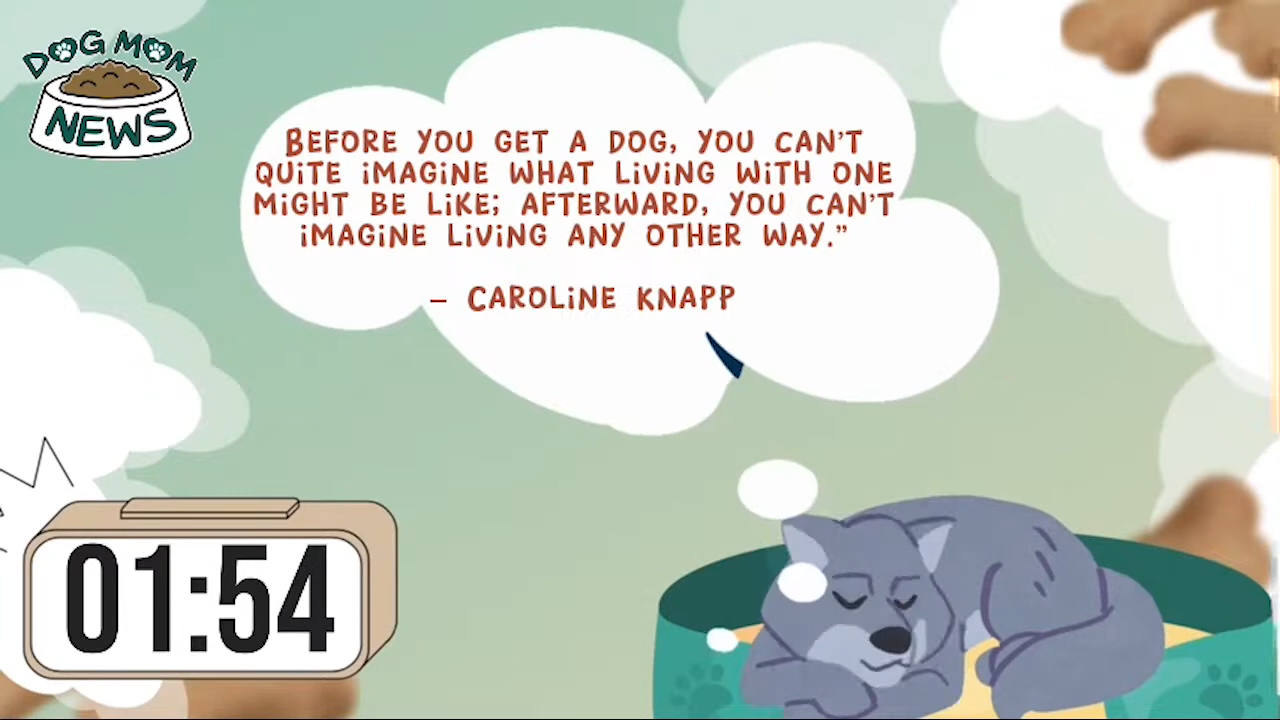 DOG MOM
NEWS
BEFORE YOU GET A DOG, YOU CAN'T
QUITE IMAGINE WHAT LIVING WITH ONE
MIGHT BE LIKE; AFTERWARD, YOU CAN'T
IMAGINE LIVING ANY OTHER WAY.”
– CAROLINE KNAPP
01:54